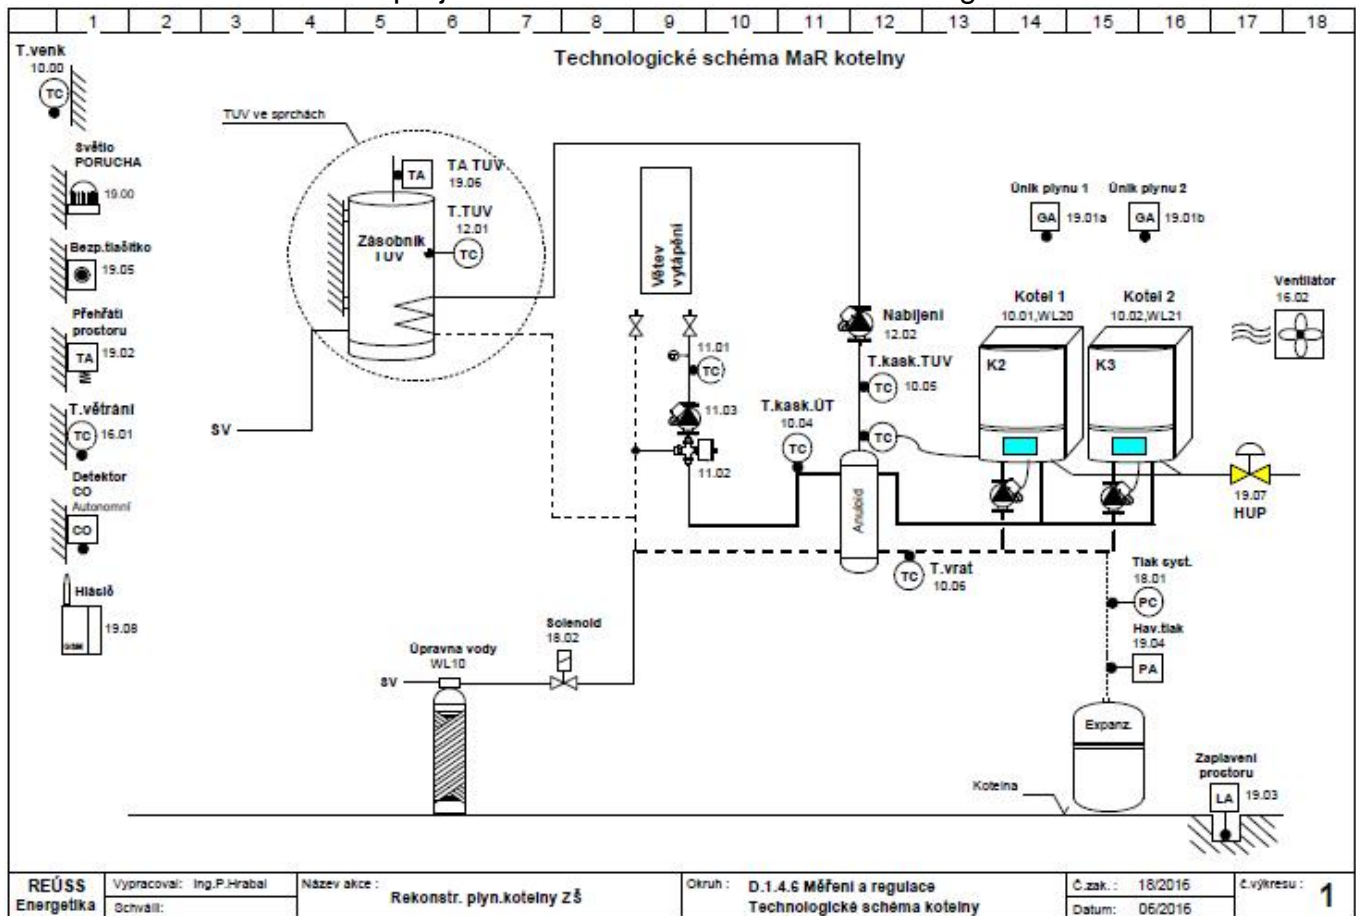 1 2 3 4 5 6 7 8 9 10 11 12 13 14 15 16 17 18
Technologické schéma MaR kotelny
T.venk
10.00
TC
Světlo
PORUCHA
19.00
Bezp.tlačítko
19.05
Přehřátí
prostoru
TA
19.02
T.větrání
TC
16.01
Detektor
CO
Autonomní
CO
Hlásič
GSM
19.08
TUV ve sprchách
TA
TA TUV
19.06
T.TUV
12.01
TC
Zásobník
TUV
SV
Větev
vytápění
11.01
TC
11.03
11.02
T.kask.ÚT
10.04
TC
Nabíjení
12.02
T.kask.TUV
TC
10.05
TC
Anuloid
TC
T.vrat
10.06
Únik plynu 1
GA
19.01a
Únik plynu 2
GA
19.01b
Kotel 1
10.01,WL20
K2
Kotel 2
10.02,WL21
K3
Ventilátor
16.02
19.07
HUP
Tlak syst.
18.01
PC
Hav.tlak
19.04
PA
Expanz.
Úpravna vody
WL10
SV
Solenoid
18.02
Kotelna
Zaplavení
prostoru
LA
19.03
REÚSS
Energetika
Vypracoval: Ing.P.Hrabal
Schválil:
Název akce :
Rekonstr. plyn.kotelny ZŠ
Okruh : D.1.4.6 Měření a regulace
Technologické schéma kotelny
Č.zak. : 18/2016
Datum: 06/2016
č.výkresu : 1